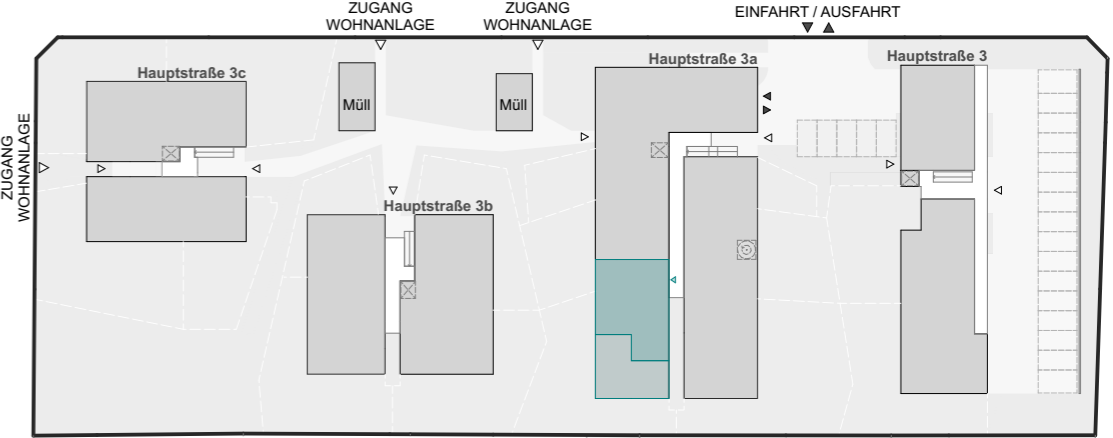 ZUGANG
WOHNANLAGE
ZUGANG
WOHNANLAGE
EINFAHRT / AUSFAHRT
Hauptstraße 3c
Müll
Müll
Hauptstraße 3a
Hauptstraße 3
ZUGANG
WOHNANLAGE
Hauptstraße 3b